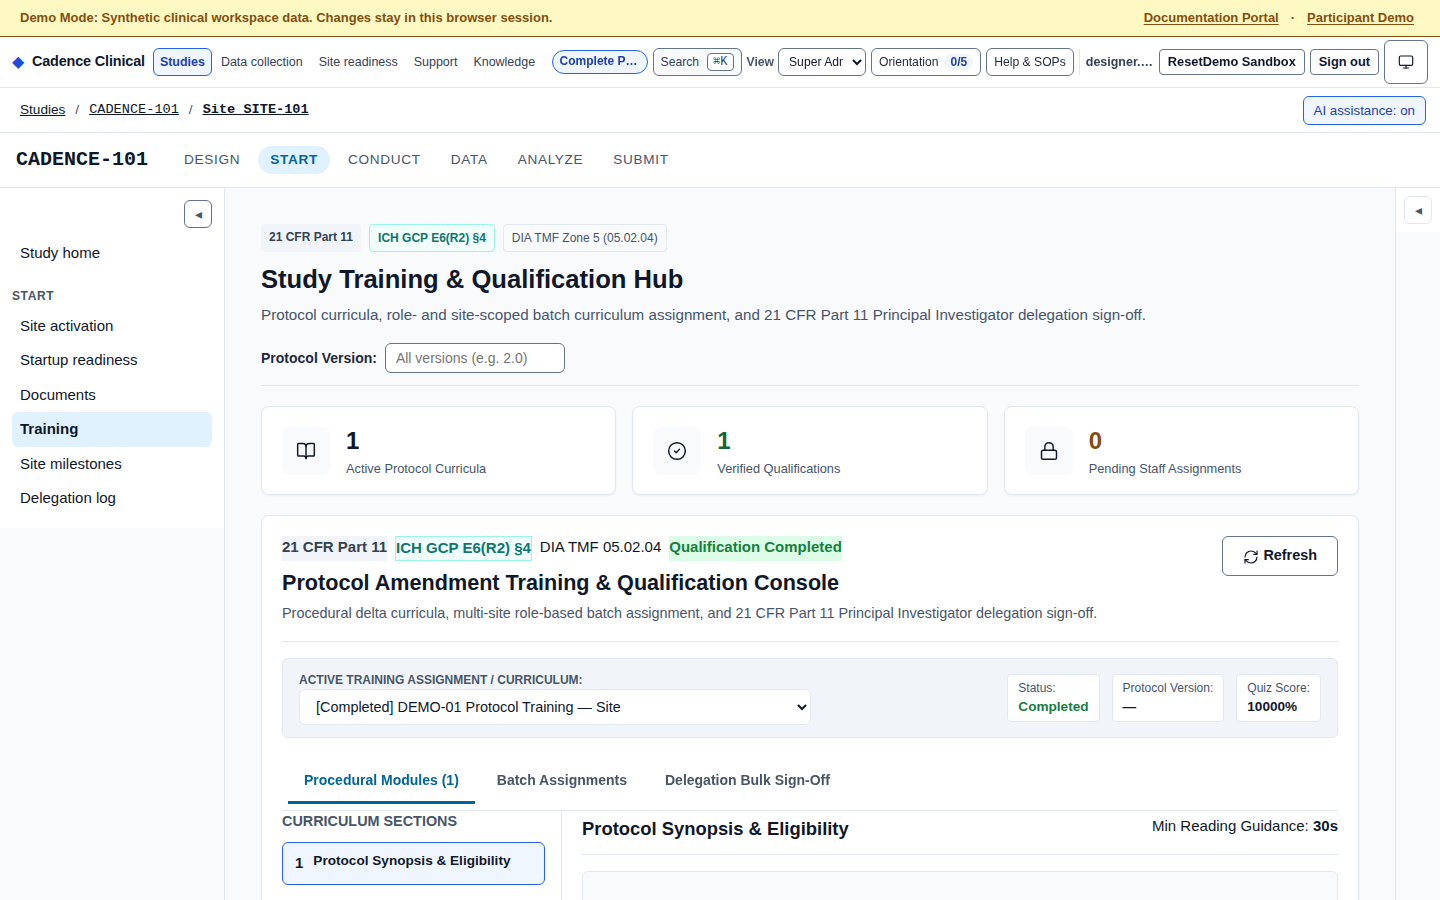 Demo Mode: Synthetic clinical workspace data. Changes stay in this browser session.
Documentation Portal · Participant Demo
Cadence Clinical Studies Data collection Site readiness Support Knowledge Complete P… Search ⌘K View Super Adr Orientation 0/5 Help & SOPs designer.… ResetDemo Sandbox Sign out
Studies / CADENCE-101 / Site SITE-101
AI assistance: on
CADENCE-101 DESIGN START CONDUCT DATA ANALYZE SUBMIT
Study home
START
Site activation
Startup readiness
Documents
Training
Site milestones
Delegation log
21 CFR Part 11 ICH GCP E6(R2) §4 DIA TMF Zone 5 (05.02.04)
Study Training & Qualification Hub
Protocol curricula, role- and site-scoped batch curriculum assignment, and 21 CFR Part 11 Principal Investigator delegation sign-off.
Protocol Version: All versions (e.g. 2.0)
1
Active Protocol Curricula
1
Verified Qualifications
0
Pending Staff Assignments
21 CFR Part 11 ICH GCP E6(R2) §4 DIA TMF 05.02.04 Qualification Completed
Refresh
Protocol Amendment Training & Qualification Console
Procedural delta curricula, multi-site role-based batch assignment, and 21 CFR Part 11 Principal Investigator delegation sign-off.
ACTIVE TRAINING ASSIGNMENT / CURRICULUM:
[Completed] DEMO-01 Protocol Training — Site
Status:
Completed
Protocol Version:
—
Quiz Score:
10000%
Procedural Modules (1) Batch Assignments Delegation Bulk Sign-Off
CURRICULUM SECTIONS
1 Protocol Synopsis & Eligibility
Protocol Synopsis & Eligibility
Min Reading Guidance: 30s